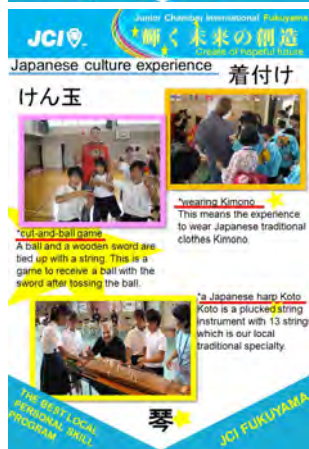 Junior Chamber International Fukuyama
JCI
輝く未来の創造
Create of hopeful future
Japanese culture experience
着付け
けん玉
*wearing Kimono
This means the experience
to wear Japanese traditional
clothes Kimono.
*cut-and-ball game
A ball and a wooden sword are
tied up with a string. This is a
game to receive a ball with the
sword after tossing the ball.
*a Japanese harp Koto
Koto is a plucked string
instrument with 13 string
which is our local
traditional specialty.
THE BEST LOCAL
PERSONAL SKILL
PROGRAM
琴
JCI FUKUYAMA